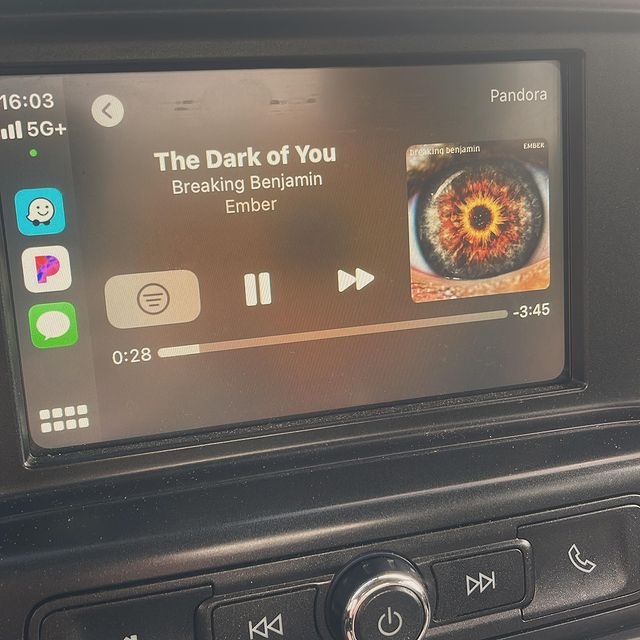 16:03
5G+
Pandora
The Dark of You
Breaking Benjamin
Ember
breaking benjamin
EMBER
0:28
-3:45